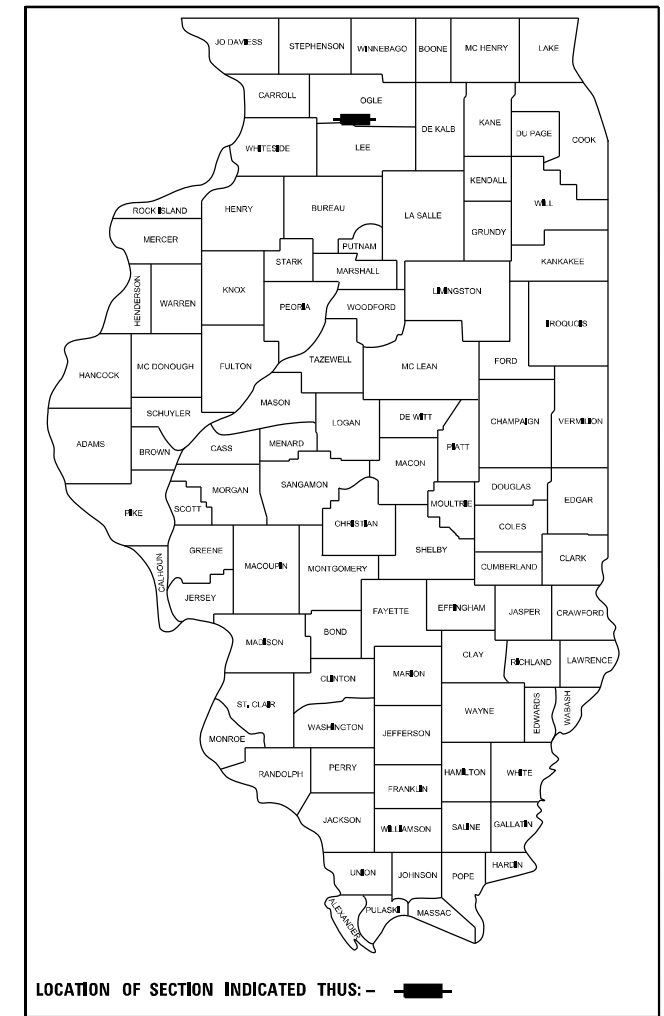 JO DAVIESS STEPHENSON WINNEBAGO BOONE MC HENRY LAKE
CARROLL OGLE
DE KALB KANE DU PAGE COOK
WHITESIDE LEE
KENDALL
WILL
ROCK ISLAND HENRY BUREAU LA SALLE
GRUNDY
MERCER PUTNAM
STARK MARSHALL KANKAKEE
HENDERSON WARREN KNOX PEORIA WOODFORD LIVINGSTON
IROQUOIS
HANCOCK MC DONOUGH FULTON TAZEWELL MC LEAN FORD
MASON
SCHUYLER LOGAN DE WITT CHAMPAIGN VERMILION
ADAMS BROWN CASS MENARD PIATT
MACON
MORGAN SANGAMON DOUGLAS
PIKE SCOTT MOULTRIE EDGAR
CHRISTIAN COLES
GREENE SHELBY
CALHOUN MACOUPIN MONTGOMERY CUMBERLAND CLARK
JERSEY
FAYETTE EFFINGHAM JASPER CRAWFORD
BOND
MADISON CLAY
RICHLAND LAWRENCE
CLINTON MARION
ST. CLAIR WAYNE EDWARDS WABASH
WASHINGTON JEFFERSON
MONROE
RANDOLPH PERRY HAMILTON WHITE
FRANKLIN
JACKSON WILLIAMSON SALINE GALLATIN
UNION JOHNSON POPE HARDIN
ALEXANDER PULASKI MASSAC
LOCATION OF SECTION INDICATED THUS: –